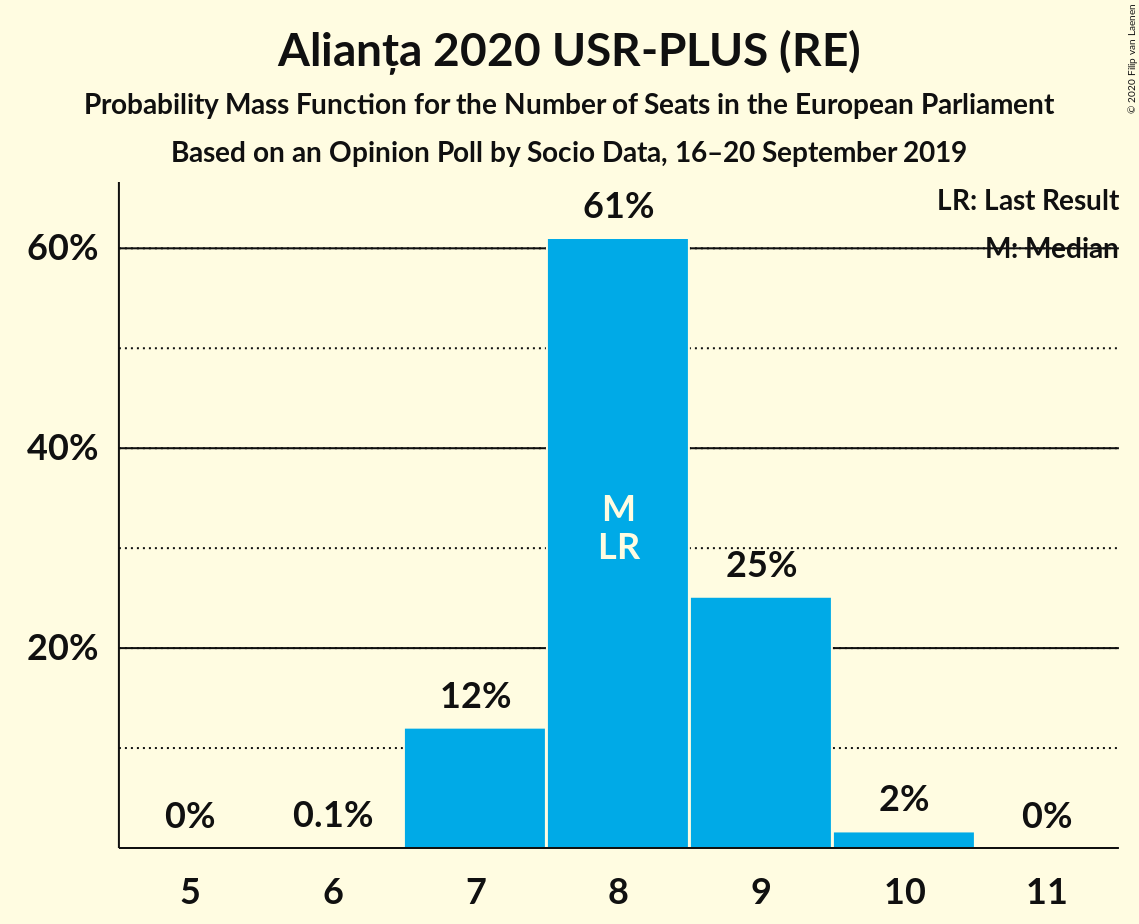 Alianța 2020 USR-PLUS (RE)
Probability Mass Function for the Number of Seats in the European Parliament
Based on an Opinion Poll by Socio Data, 16–20 September 2019
© 2020 Filip van Laenen
LR: Last Result
M: Median
60%
40%
20%
61%
M
LR
25%
12%
0%
0.1%
2%
0%
5
6
7
8
9
10
11